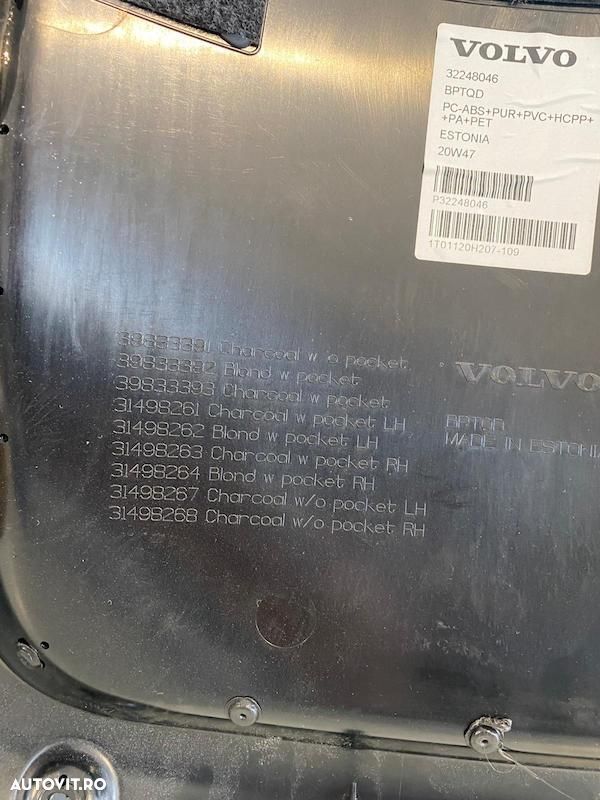 VOLVO
32248046
BPTQD
PC-ABS+PUR+PVC+HCPP+
+PA+PET
ESTONIA
20W47
P32248046
1T01120H207-109
39833391 Charcoal w o pocket
39833392 Blond w pocket
39833393 Charcoal w pocket
31498261 Charcoal w pocket LH
31498262 Blond w pocket LH
31498263 Charcoal w pocket RH
31498264 Blond w pocket RH
31498267 Charcoal w/o pocket LH
31498268 Charcoal w/o pocket RH
VOLVO
BPTQD
MADE IN ESTONIA
AUTOVIT.RO